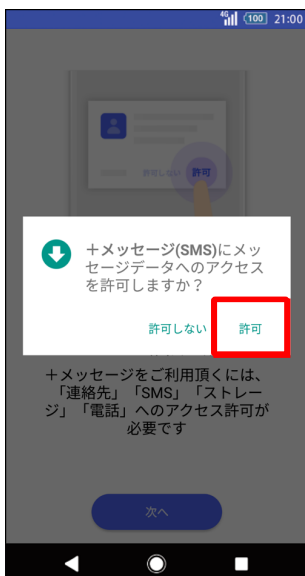 4G 100 21:00
許可しない 許可
＋メッセージ(SMS)にメッ
セージデータへのアクセス
を許可しますか？
許可しない 許可
＋メッセージをご利用頂くには、
「連絡先」「SMS」「ストレー
ジ」「電話」へのアクセス許可が
必要です
次へ